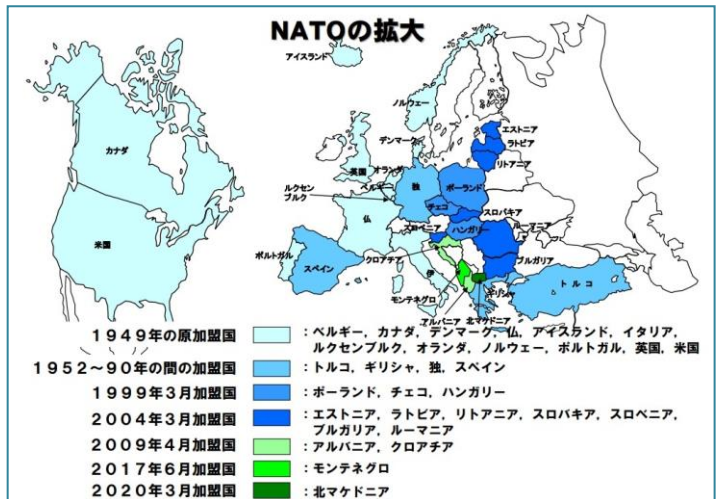 NATOの拡大
アイスランド
ノルウェー
カナダ
デンマーク
エストニア
ラトビア
リトアニア
英国
オランダ
ベルギー
独
ポーランド
ルクセン
ブルク
チェコ
スロバキア
仏
スロベニア
ハンガリー
ルーマニア
米国
ポルトガル
スペイン
クロアチア
伊
ブルガリア
モンテネグロ
アルバニア
ギリシャ
トルコ
北マケドニア
1949年の原加盟国 :ベルギー，カナダ，デンマーク，仏，アイスランド，イタリア，
ルクセンブルク，オランダ，ノルウェー，ポルトガル，英国，米国
1952～90年の間の加盟国 :トルコ，ギリシャ，独，スペイン
1999年3月加盟国 :ポーランド，チェコ，ハンガリー
2004年3月加盟国 :エストニア，ラトビア，リトアニア，スロバキア，スロベニア，
ブルガリア，ルーマニア
2009年4月加盟国 :アルバニア，クロアチア
2017年6月加盟国 :モンテネグロ
2020年3月加盟国 :北マケドニア